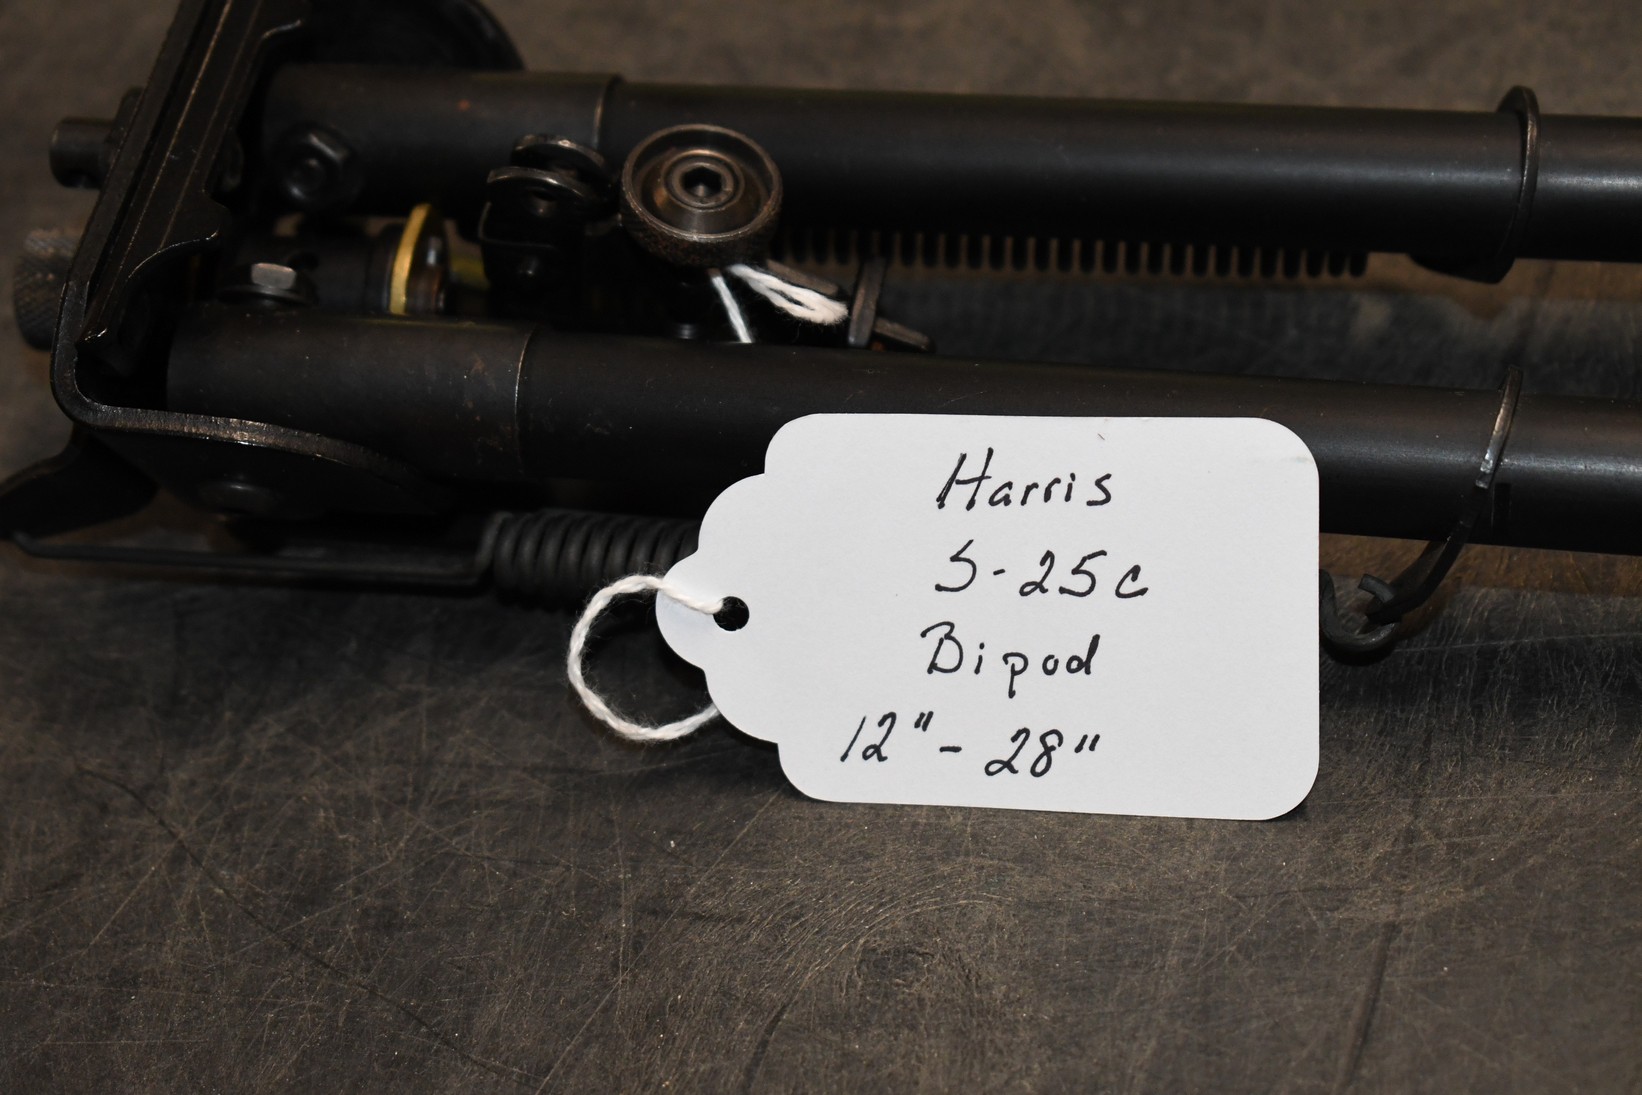 Harris
S-25c
Bipod
12"- 28"